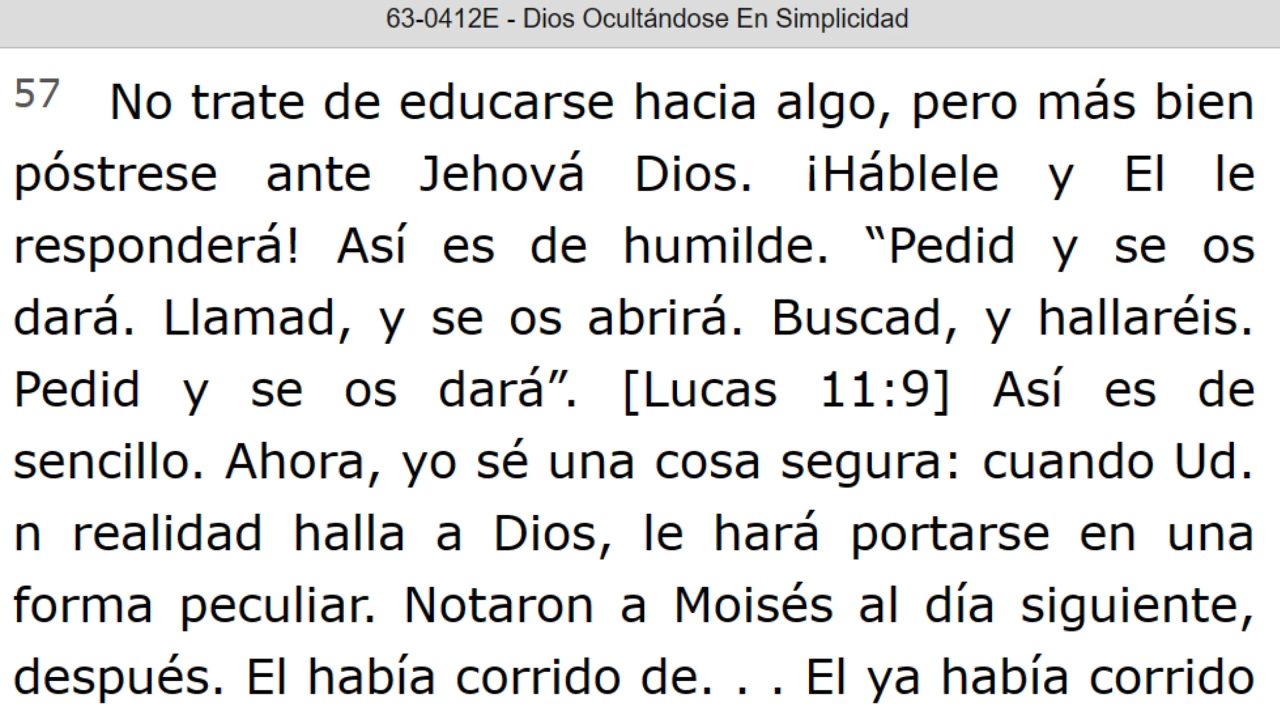 63-0412E - Dios Ocultándose En Simplicidad
57 No trate de educarse hacia algo, pero más bien
póstrese ante Jehová Dios. ¡Háblele y El le
responderá! Así es de humilde. “Pedid y se os
dará. Llamad, y se os abrirá. Buscad, y hallaréis.
Pedid y se os dará”. [Lucas 11:9] Así es de
sencillo. Ahora, yo sé una cosa segura: cuando Ud.
n realidad halla a Dios, le hará portarse en una
forma peculiar. Notaron a Moisés al día siguiente,
después. El había corrido de. . . El ya había corrido